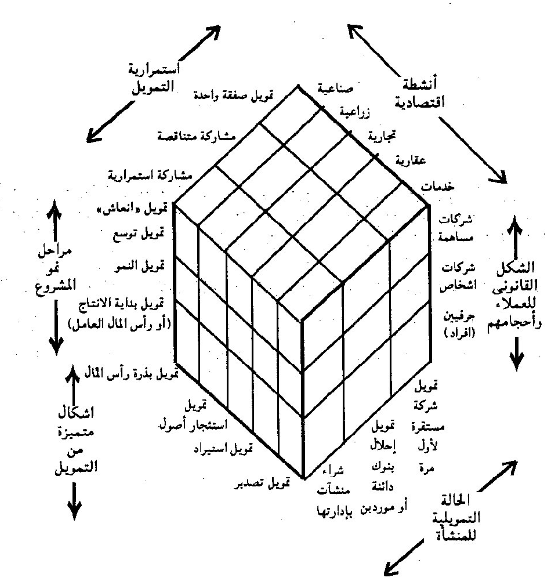 استمرارية
التمويل
أنشطة
اقتصادية
تمويل صفقة واحدة
مشاركة متناقصة
مشاركة استمرارية
صناعية
زراعية
تجارية
عقارية
خدمات
تمويل «انعاش»
تمويل توسع
تمويل النمو
تمويل بداية الانتاج
(أو رأس المال العامل)
تمويل بذرة رأس المال
مراحل
نمو
المشروع
شركات
مساهمة
شركات
اشخاص
حرفيين
(افراد)
الشكل
القانونى
للعملاء
وأحجامهم
اشكال
متميزة
من
التمويل
تمويل
استئجار أصول
تمويل استيراد
تمويل تصدير
شراء
منشآت
بإدارتها
تمويل
إحلال
بنوك
دائنة
أو موردين
تمويل
شركة
مستقرة
لأول
مرة
الحالة
التمويلية
للمنشأة